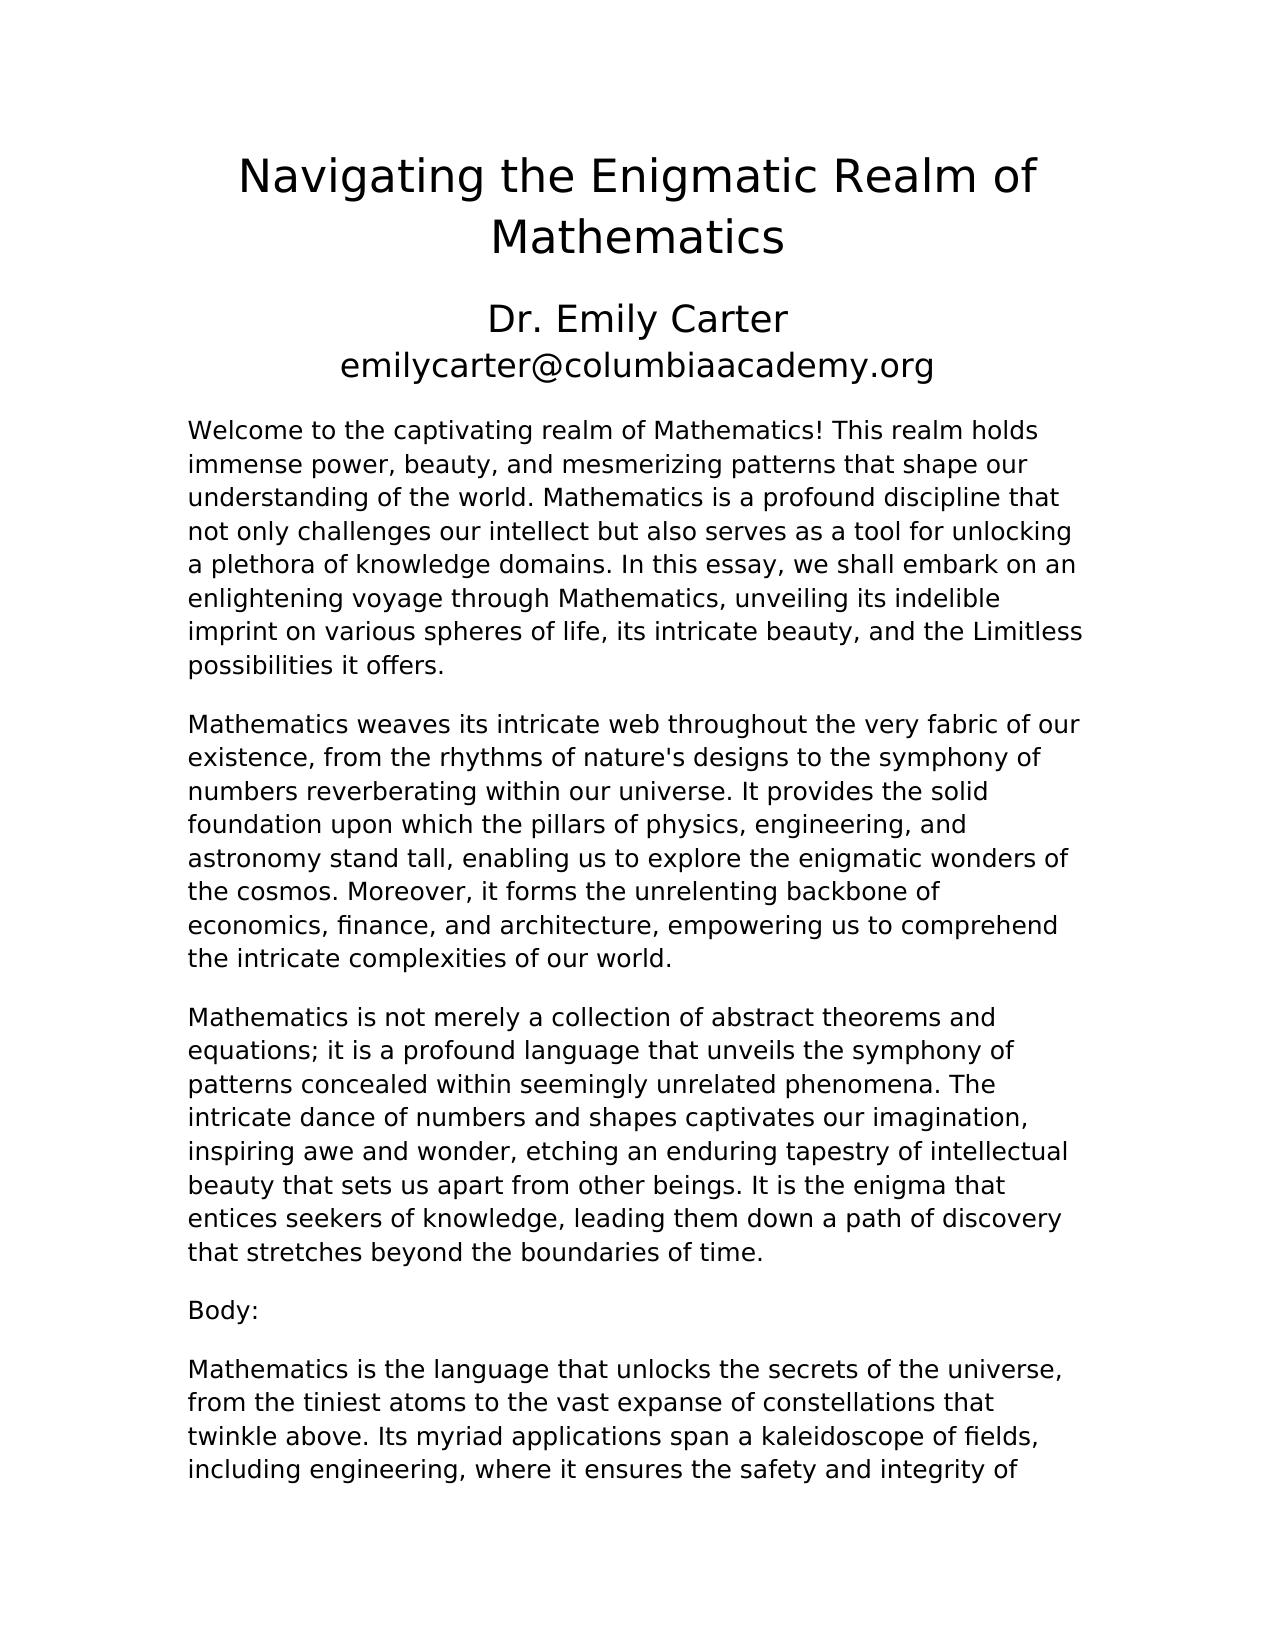 Navigating the Enigmatic Realm of
Mathematics
Dr. Emily Carter
emilycarter@columbiaacademy.org
Welcome to the captivating realm of Mathematics! This realm holds
immense power, beauty, and mesmerizing patterns that shape our
understanding of the world. Mathematics is a profound discipline that
not only challenges our intellect but also serves as a tool for unlocking
a plethora of knowledge domains. In this essay, we shall embark on an
enlightening voyage through Mathematics, unveiling its indelible
imprint on various spheres of life, its intricate beauty, and the Limitless
possibilities it offers.
Mathematics weaves its intricate web throughout the very fabric of our
existence, from the rhythms of nature's designs to the symphony of
numbers reverberating within our universe. It provides the solid
foundation upon which the pillars of physics, engineering, and
astronomy stand tall, enabling us to explore the enigmatic wonders of
the cosmos. Moreover, it forms the unrelenting backbone of
economics, finance, and architecture, empowering us to comprehend
the intricate complexities of our world.
Mathematics is not merely a collection of abstract theorems and
equations; it is a profound language that unveils the symphony of
patterns concealed within seemingly unrelated phenomena. The
intricate dance of numbers and shapes captivates our imagination,
inspiring awe and wonder, etching an enduring tapestry of intellectual
beauty that sets us apart from other beings. It is the enigma that
entices seekers of knowledge, leading them down a path of discovery
that stretches beyond the boundaries of time.
Body:
Mathematics is the language that unlocks the secrets of the universe,
from the tiniest atoms to the vast expanse of constellations that
twinkle above. Its myriad applications span a kaleidoscope of fields,
including engineering, where it ensures the safety and integrity of